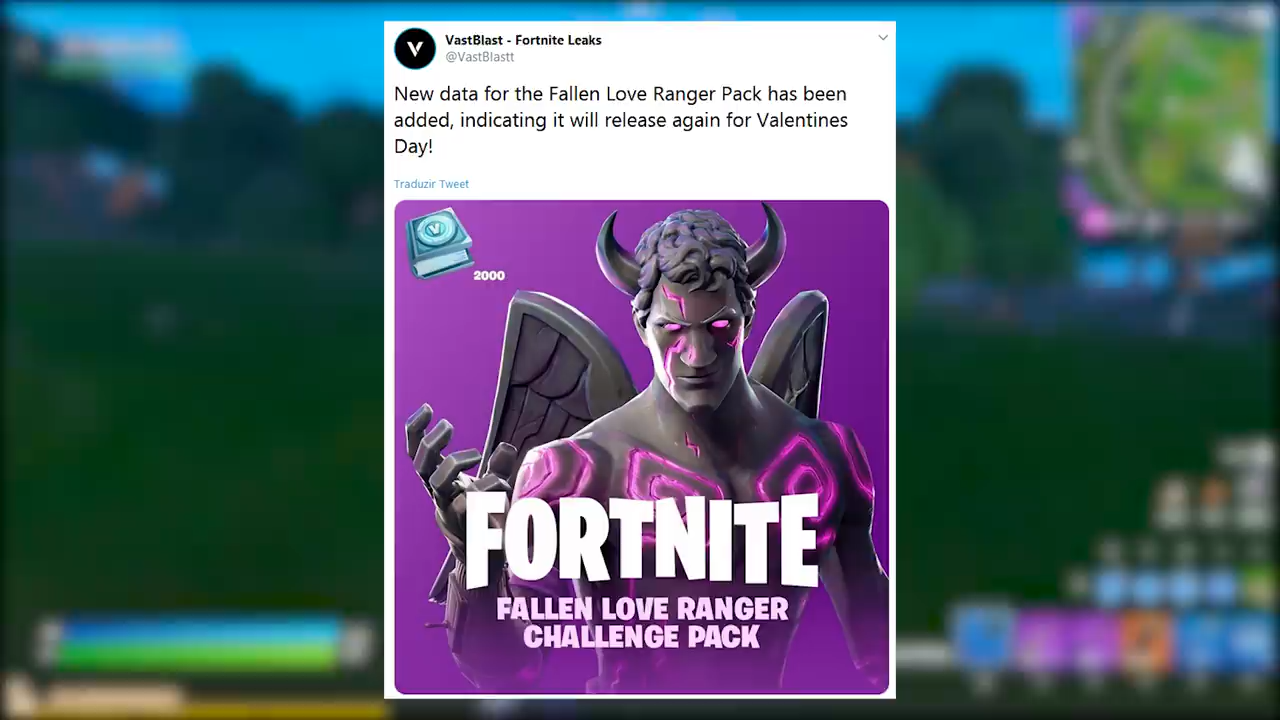 VastBlast - Fortnite Leaks
@VastBlastt
New data for the Fallen Love Ranger Pack has been
added, indicating it will release again for Valentines
Day!
Traduzir Tweet
V
2000
FORTNITE
FALLEN LOVE RANGER
CHALLENGE PACK